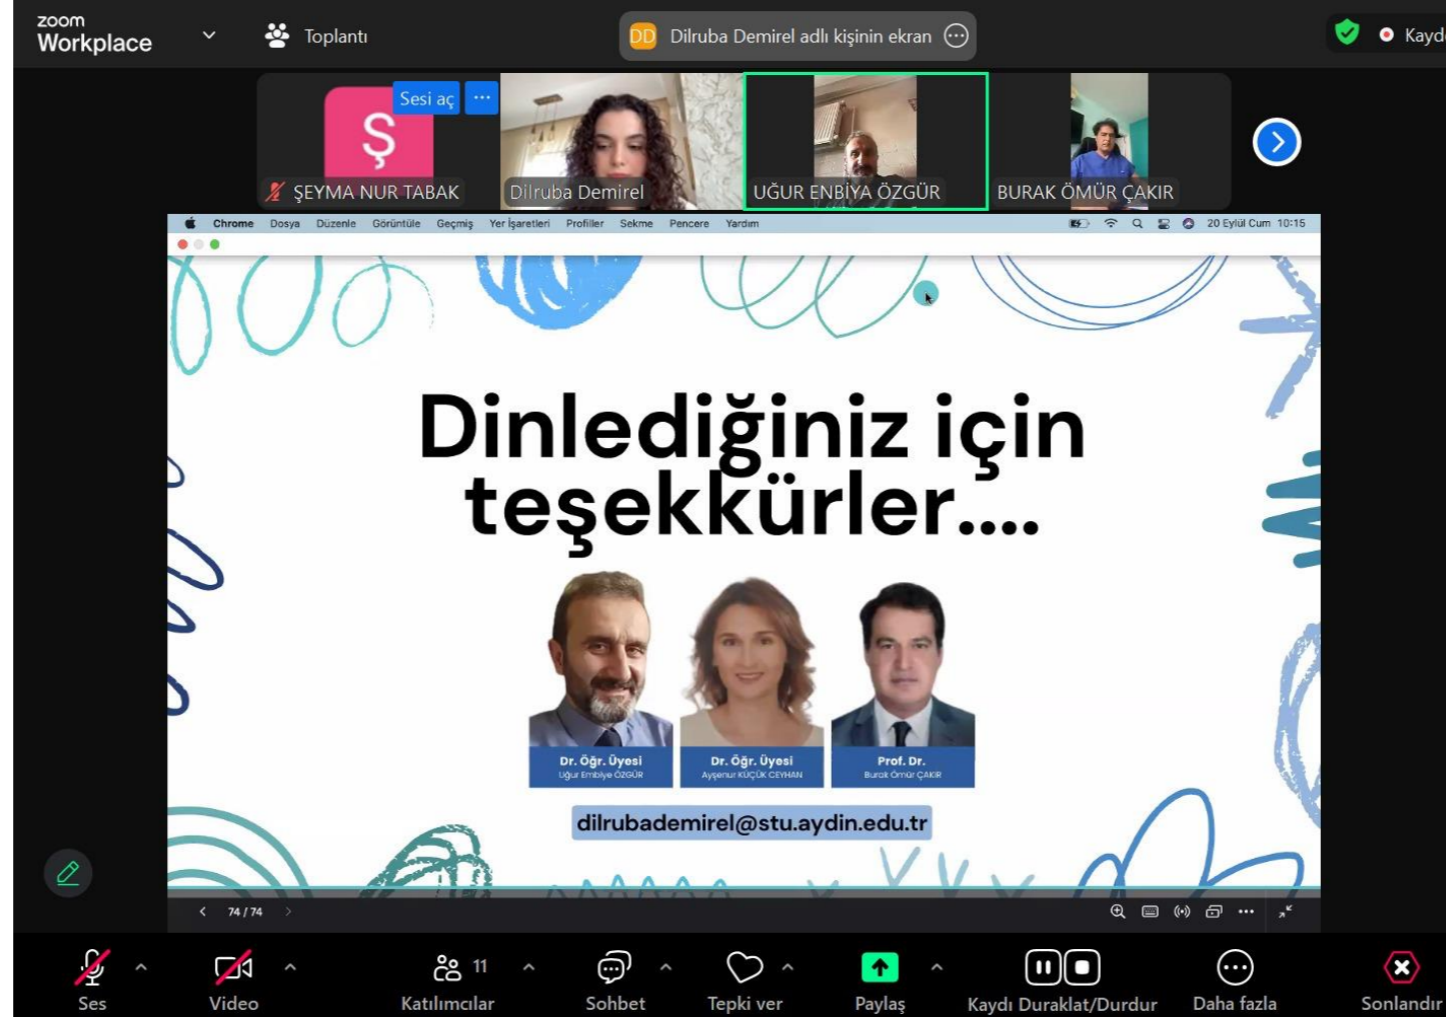 zoom
Workplace
Toplantı
DD Dilruba Demirel adlı kişinin ekran
Kayd
Ş
Sesi aç
ŞEYMA NUR TABAK
Dilruba Demirel
UĞUR ENBİYA ÖZGÜR
BURAK ÖMÜR ÇAKIR
Chrome Dosya Düzenle Görüntüle Geçmiş Yer İşaretleri Profiller Sekme Pencere Yardım 20 Eylül Cum 10:15
Dinlediğiniz için
teşekkürler....
Dr. Öğr. Üyesi
Uğur Embiye ÖZGÜR
Dr. Öğr. Üyesi
Ayşenur KÜÇÜK CEYHAN
Prof. Dr.
Burak Ömür ÇAKIR
dilrubademirel@stu.aydin.edu.tr
74 / 74
11
Ses
Video
Katılımcılar
Sohbet
Tepki ver
Paylaş
Kaydı Duraklat/Durdur
Daha fazla
Sonlandır